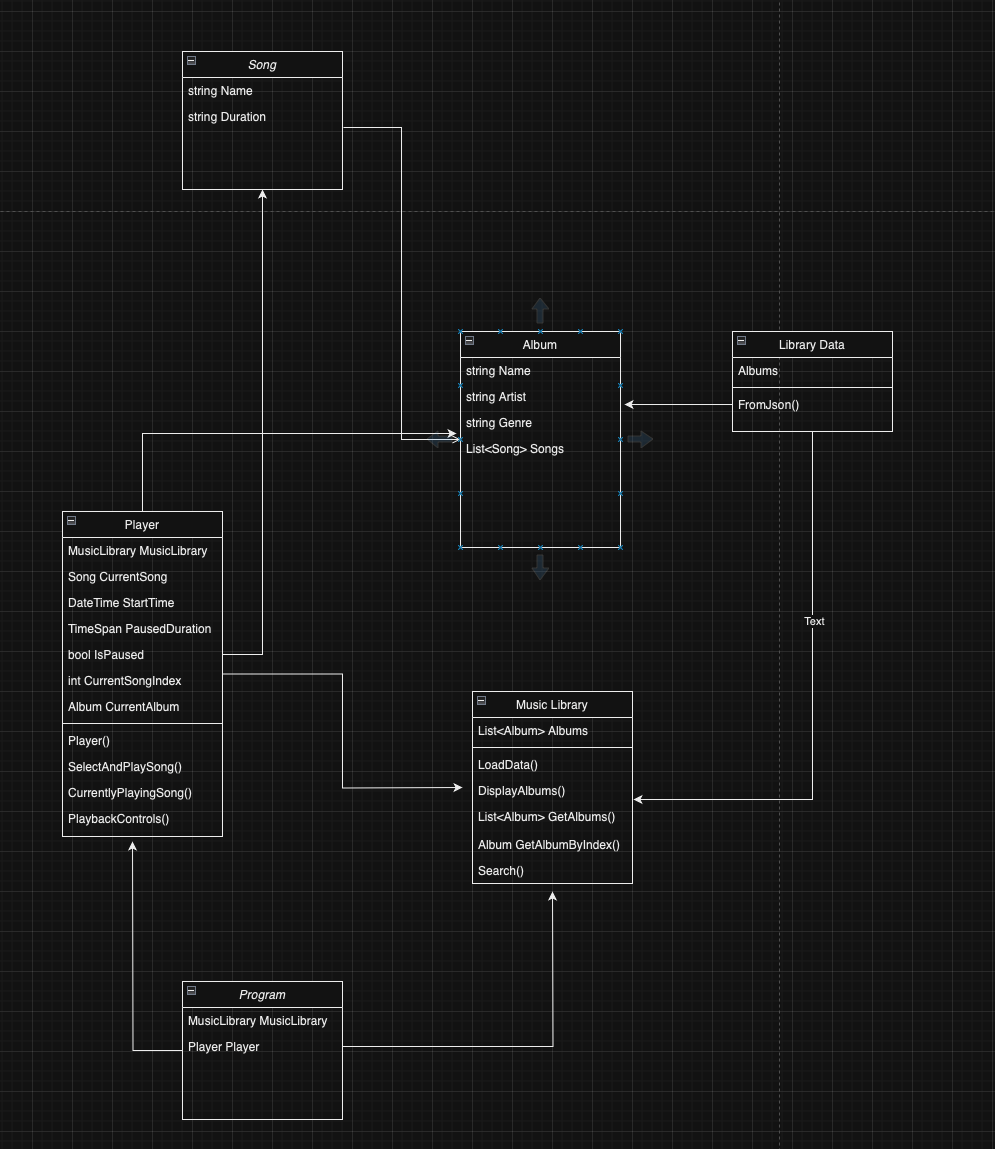 Song
string Name
string Duration
Album
string Name
string Artist
string Genre
List<Song> Songs
Library Data
Albums
FromJson()
Player
MusicLibrary MusicLibrary
Song CurrentSong
DateTime StartTime
TimeSpan PausedDuration
bool IsPaused
int CurrentSongIndex
Album CurrentAlbum
Player()
SelectAndPlaySong()
CurrentlyPlayingSong()
PlaybackControls()
Text
Music Library
List<Album> Albums
LoadData()
DisplayAlbums()
List<Album> GetAlbums()
Album GetAlbumByIndex()
Search()
Program
MusicLibrary MusicLibrary
Player Player